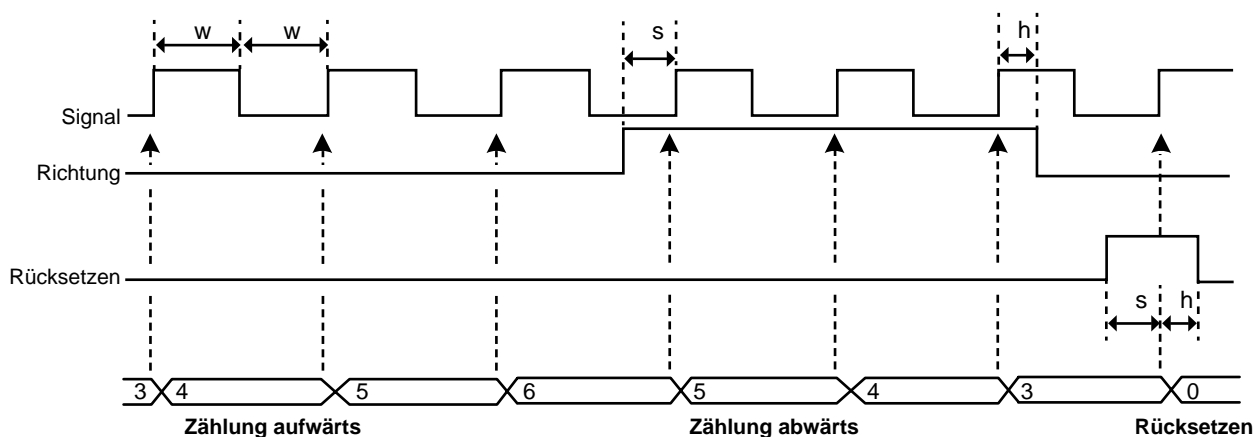 w w s h
Signal
Richtung
Rücksetzen
s h
3 4 5 6 5 4 3 0
Zählung aufwärts Zählung abwärts Rücksetzen